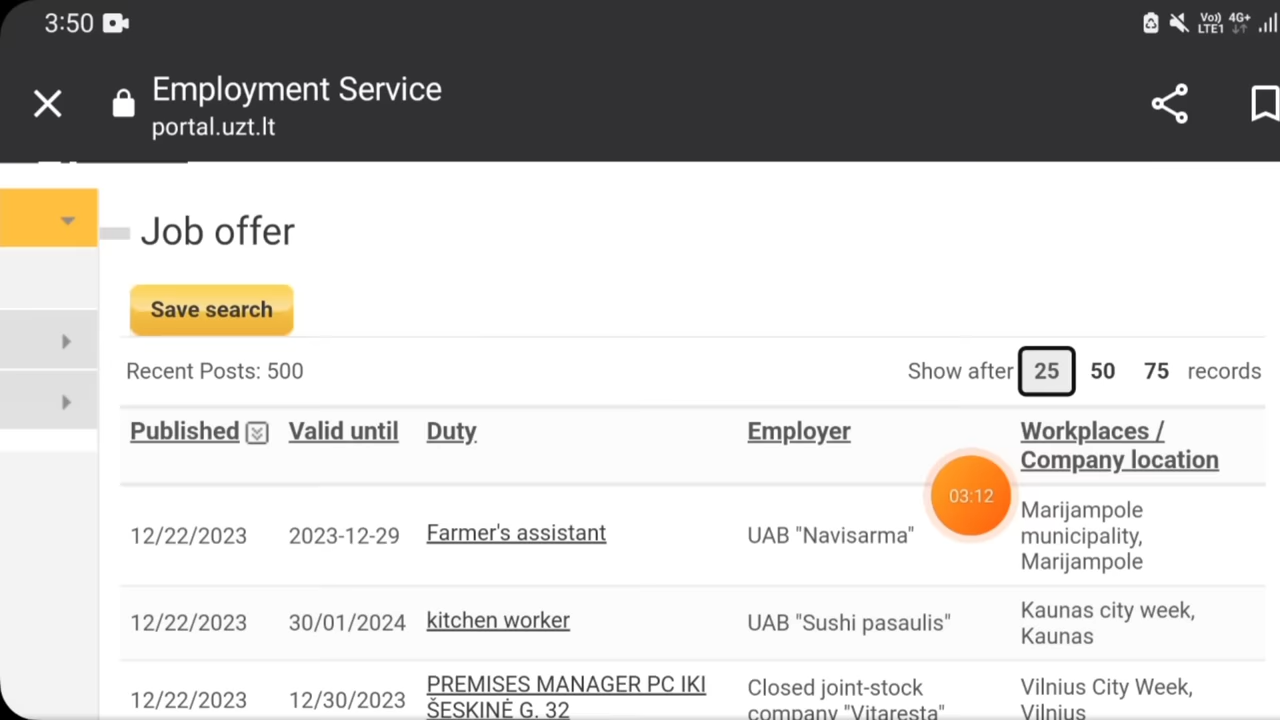 3:50
Vo)) 4G+
LTE1
Employment Service
portal.uzt.lt
Job offer
Save search
Recent Posts: 500
Show after 25 50 75 records
Published Valid until Duty Employer Workplaces /
Company location
03:12
12/22/2023 2023-12-29 Farmer's assistant UAB "Navisarma" Marijampole
municipality,
Marijampole
12/22/2023 30/01/2024 kitchen worker UAB "Sushi pasaulis" Kaunas city week,
Kaunas
12/22/2023 12/30/2023 PREMISES MANAGER PC IKI Closed joint-stock Vilnius City Week,
ŠEŠKINĖ G. 32 company "Vitaresta" Vilnius